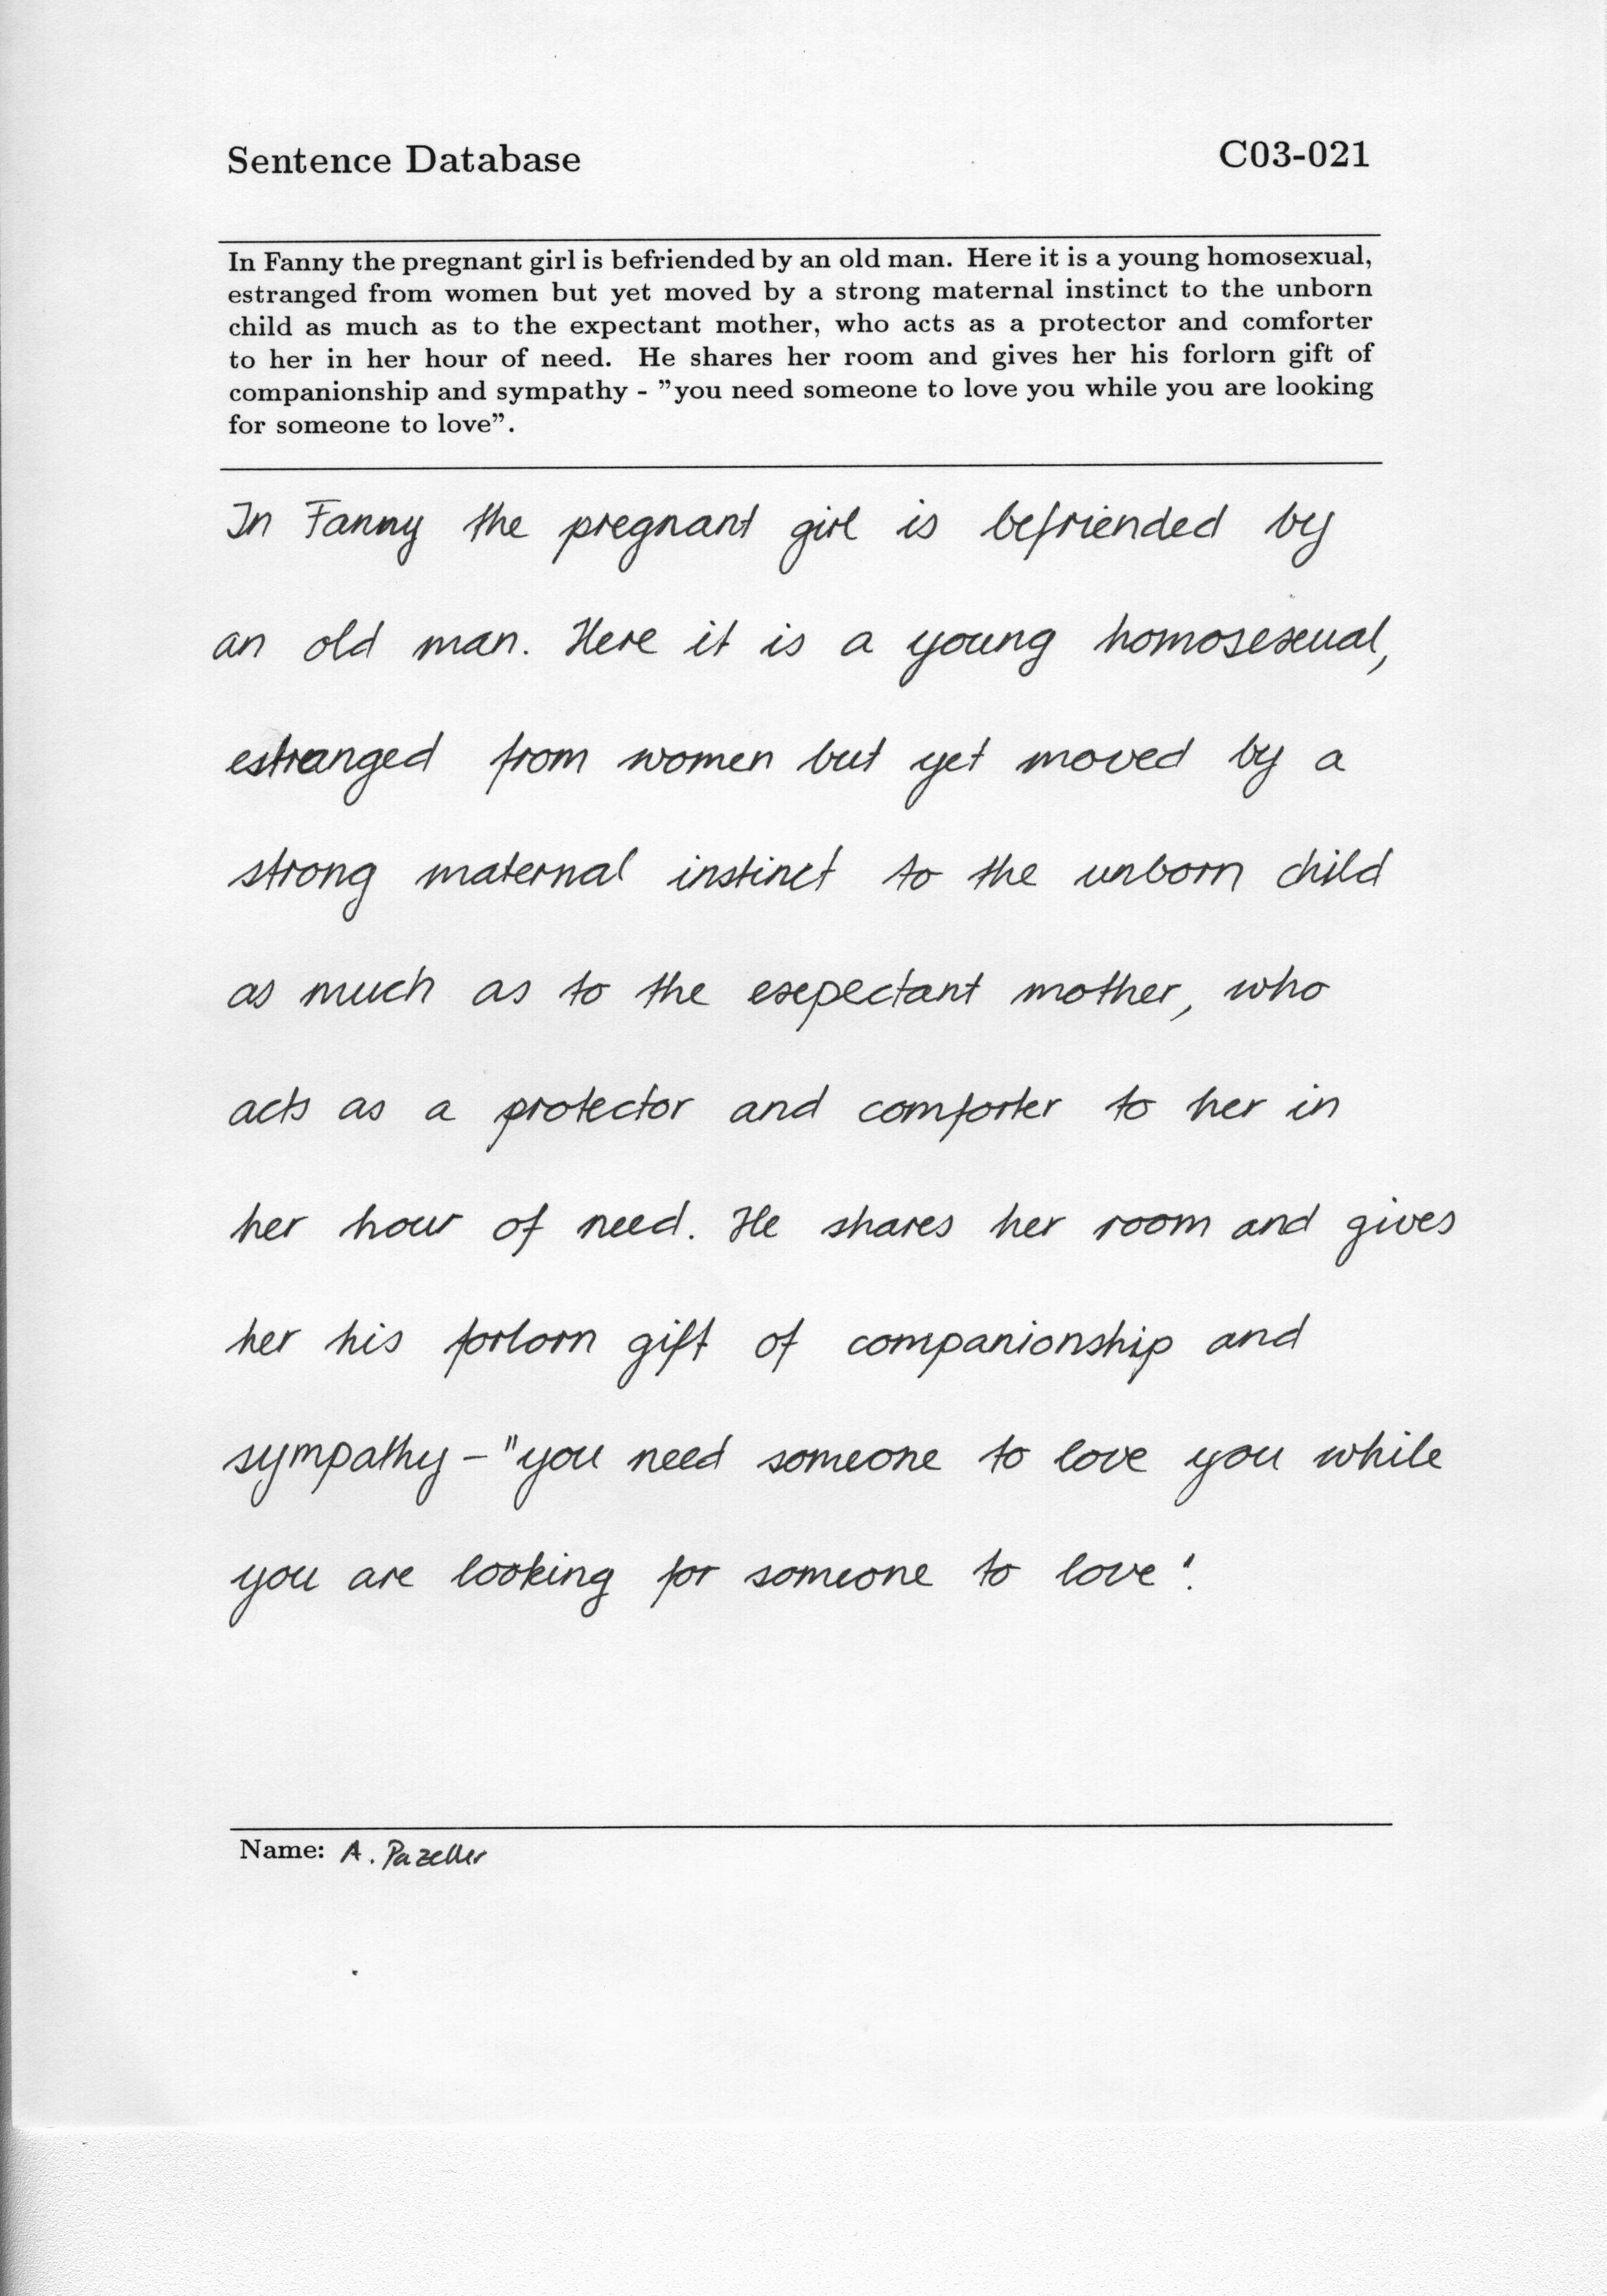 Sentence Database
C03-021
In Fanny the pregnant girl is befriended by an old man. Here it is a young homosexual,
estranged from women but yet moved by a strong maternal instinct to the unborn
child as much as to the expectant mother, who acts as a protector and comforter
to her in her hour of need. He shares her room and gives her his forlorn gift of
companionship and sympathy - "you need someone to love you while you are looking
for someone to love".
In Fanny the pregnant girl is befriended by
an old man. Here it is a young homosexual,
estranged from women but yet moved by a
strong maternal instinct to the unborn child
as much as to the expectant mother, who
acts as a protector and comforter to her in
her hour of need. He shares her room and gives
her his forlorn gift of companionship and
sympathy - "you need someone to love you while
you are looking for someone to love".
Name: A. Pazeller